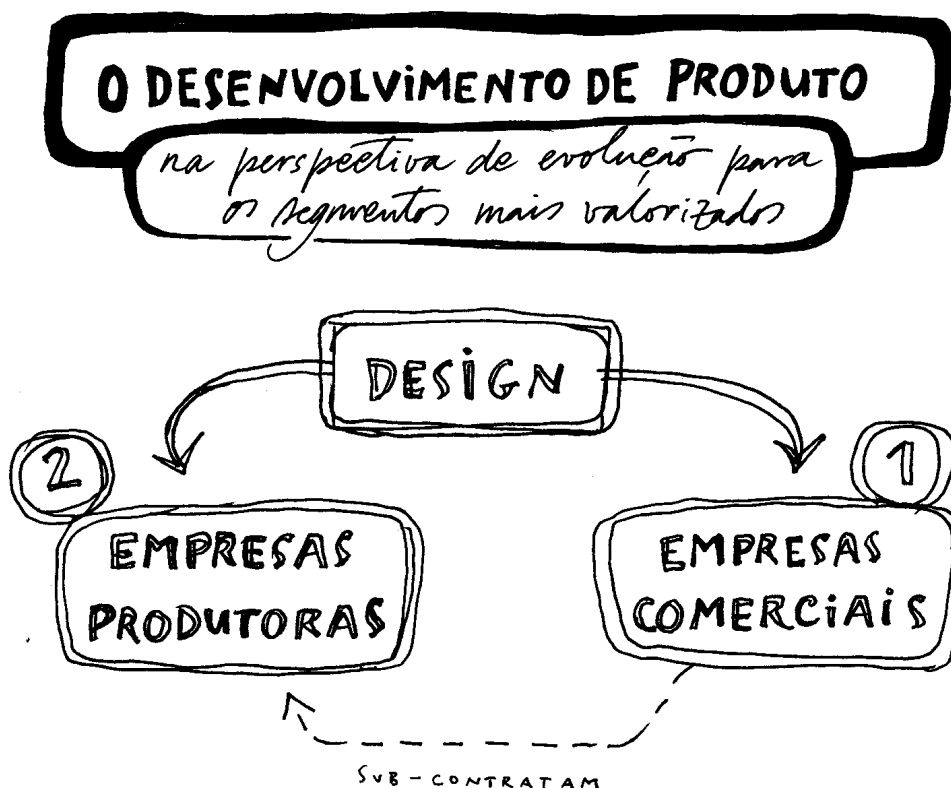 O DESENVOLVIMENTO DE PRODUTO
na perspectiva de evolução para
os segmentos mais valorizados
DESIGN
2
1
EMPRESAS
PRODUTORAS
EMPRESAS
COMERCIAIS
SUB-CONTRATAM